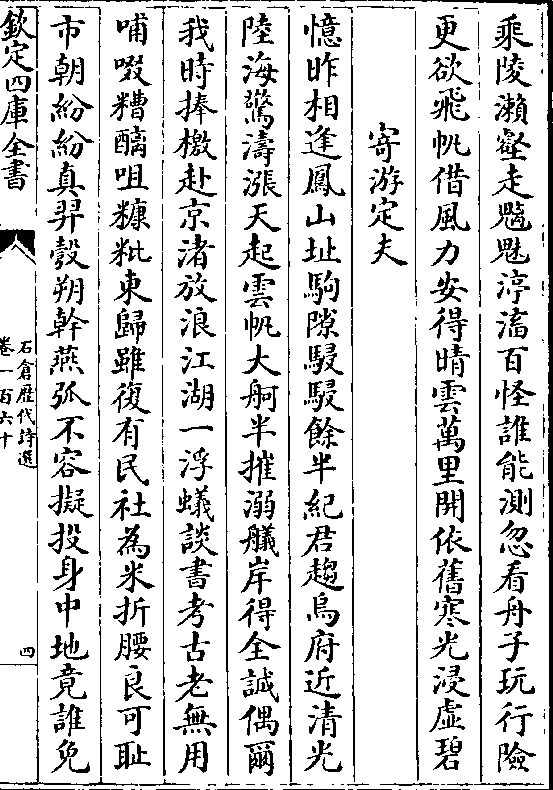 乘陵瀨壑走魑魅渟滀百怪誰能測忽看舟子玩行險
更欲飛帆借風力安得晴雲萬里開依舊寒光浸虛碧
寄游定夫
憶昨相逢鳳山址駒隙駸駸餘半紀君趨烏府近清光
陸海驚濤漲天起雲帆大舸半摧溺艤岸得全誠偶爾
我時捧檄赴京渚放浪江湖一浮蟻談書考古老無用
哺啜糟醨咀糠粃東歸雖復有民社為米折腰良可耻
市朝紛紛真羿彀朔幹燕弧不容擬投身中地竟誰免
欽定四庫全書
石倉歷代詩選
卷一百六十
四